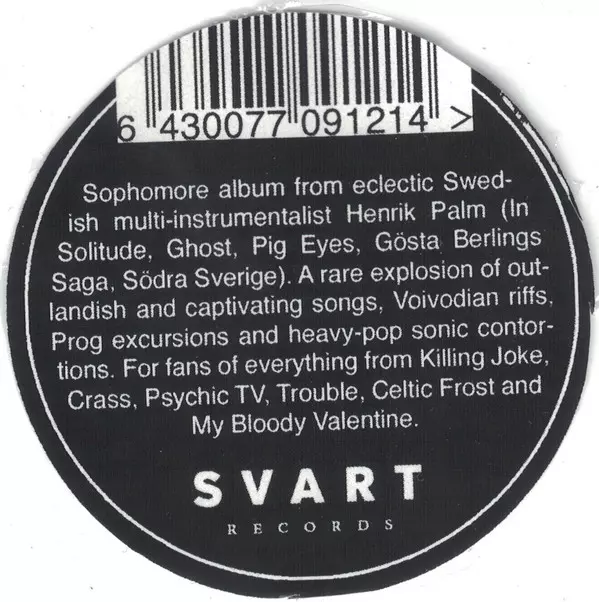 6 430077 091214 >
Sophomore album from eclectic Swed-
ish multi-instrumentalist Henrik Palm (In
Solitude, Ghost, Pig Eyes, Gösta Berlings
Saga, Södra Sverige). A rare explosion of out-
landish and captivating songs, Voivodian riffs,
Prog excursions and heavy-pop sonic contor-
tions. For fans of everything from Killing Joke,
Crass, Psychic TV, Trouble, Celtic Frost and
My Bloody Valentine.
SVART
RECORDS